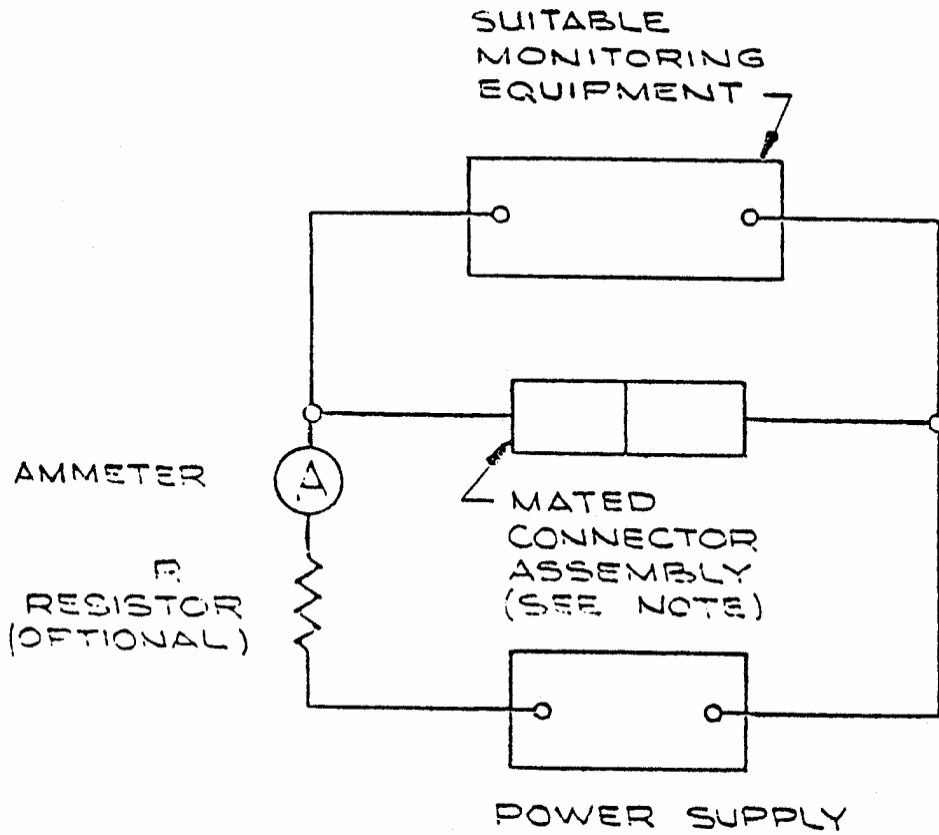 SUITABLE
MONITORING
EQUIPMENT
A
AMMETER
MATED
CONNECTOR
ASSEMBLY
(SEE NOTE)
R
RESISTOR
(OPTIONAL)
POWER SUPPLY